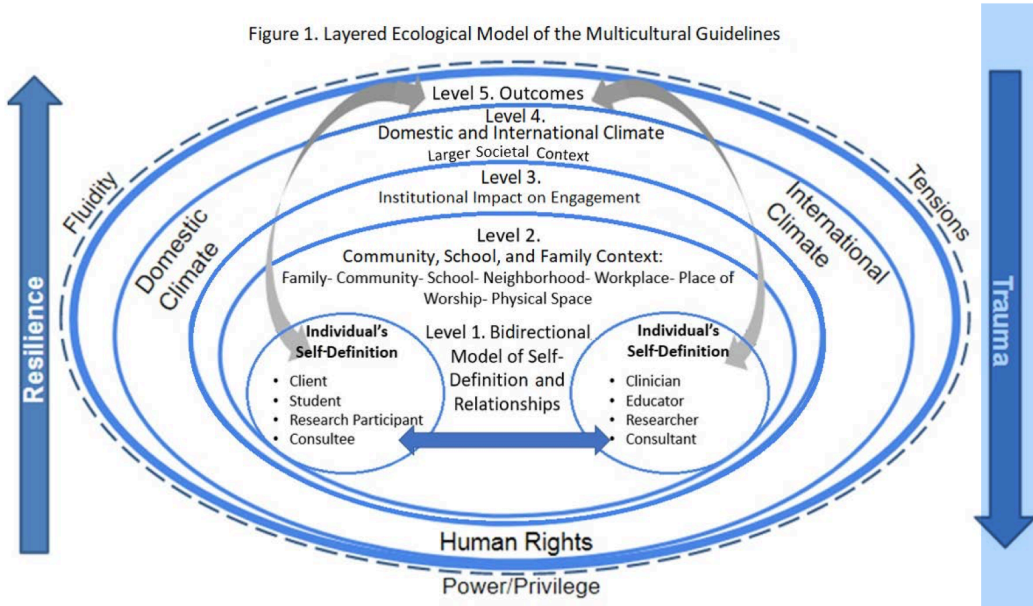 Figure 1. Layered Ecological Model of the Multicultural Guidelines
Level 5. Outcomes
Level 4.
Domestic and International Climate
Larger Societal Context
Level 3.
Institutional Impact on Engagement
Level 2.
Community, School, and Family Context:
Family- Community- School- Neighborhood- Workplace- Place of
Worship- Physical Space
Level 1. Bidirectional
Model of Self-
Definition and
Relationships
Individual's
Self-Definition
• Client
• Student
• Research Participant
• Consultee
Individual's
Self-Definition
• Clinician
• Educator
• Researcher
• Consultant
Domestic
Climate
International
Climate
Fluidity
Tensions
Resilience
Trauma
Human Rights
Power/Privilege